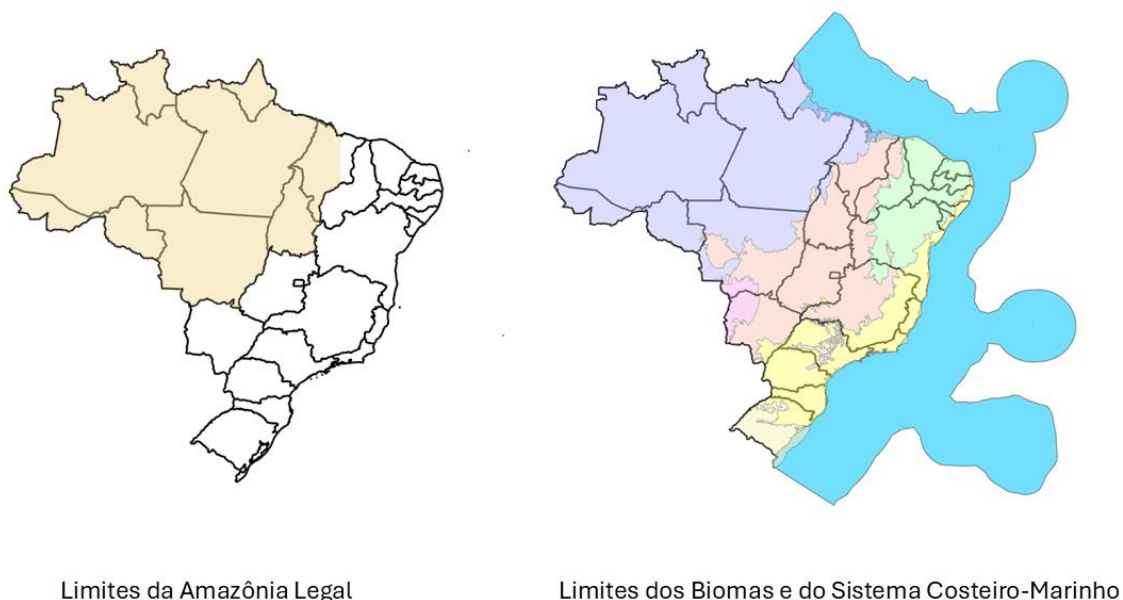 Limites da Amazônia Legal
Limites dos Biomas e do Sistema Costeiro-Marinho